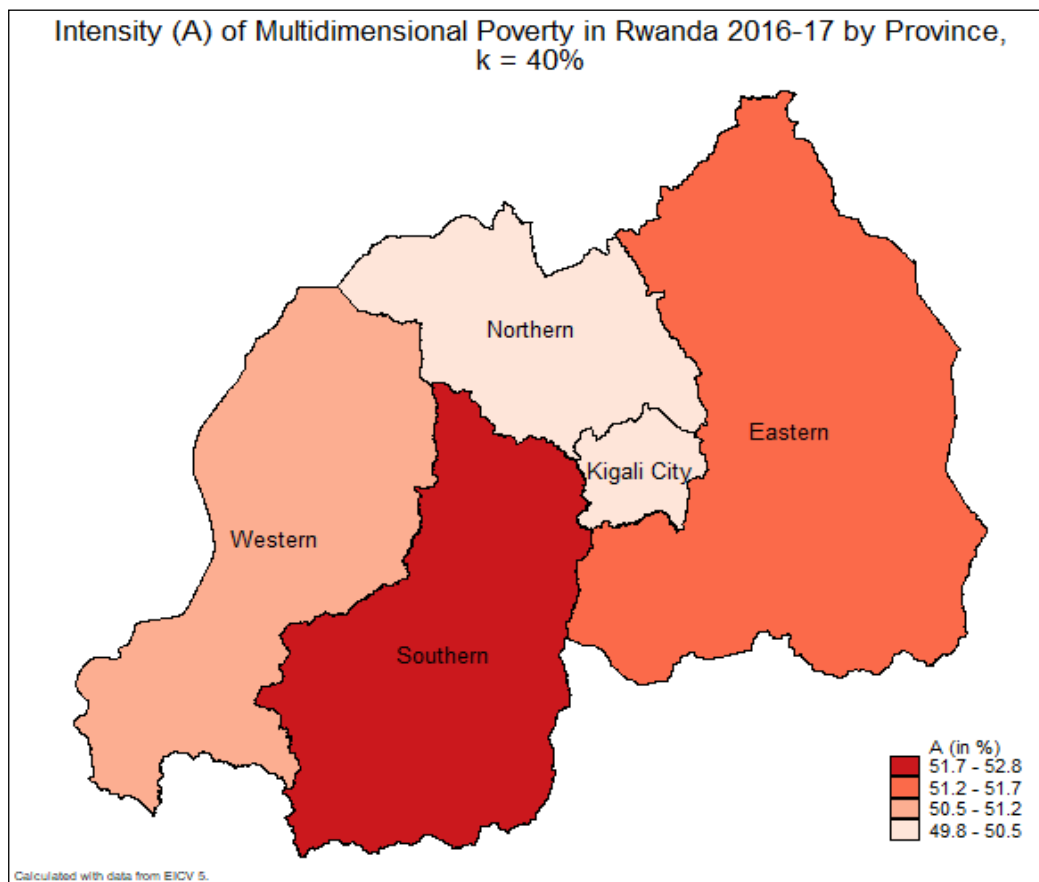 Intensity (A) of Multidimensional Poverty in Rwanda 2016-17 by Province,
k = 40%
Northern
Eastern
Kigali City
Western
Southern
A (in %)
51.7 - 52.8
51.2 - 51.7
50.5 - 51.2
49.8 - 50.5
Calculated with data from EICV 5.